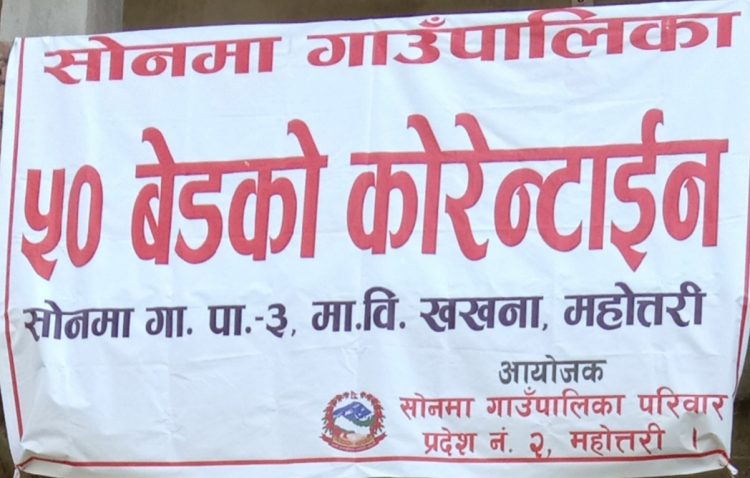 सोनमा गाउँपालिका
५० बेडको कोरेन्टाईन
सोनमा गा. पा.-३, मा.वि. खखना, महोत्तरी
आयोजक
सोनमा गाउँपालिका परिवार
प्रदेश नं. २, महोत्तरी ।